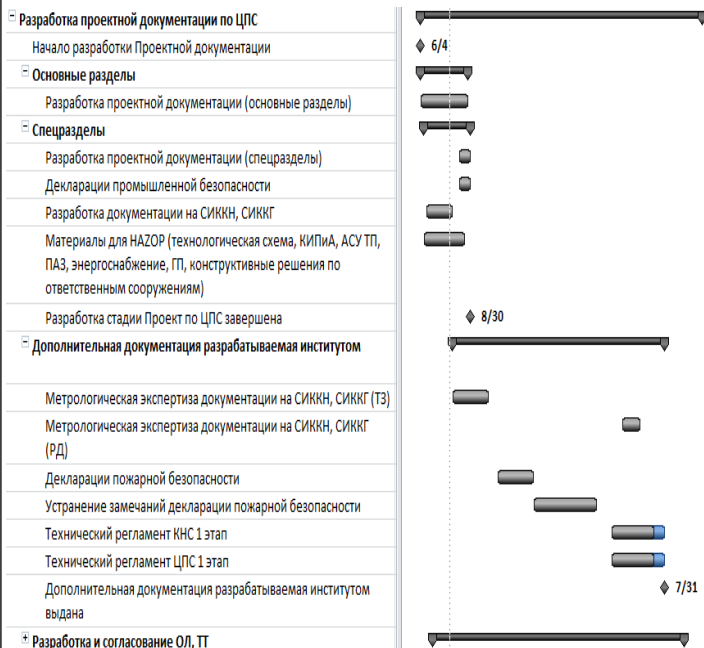 Разработка проектной документации по ЦПС
Начало разработки Проектной документации
6/4
Основные разделы
Разработка проектной документации (основные разделы)
Спецразделы
Разработка проектной документации (спецразделы)
Декларации промышленной безопасности
Разработка документации на СИККН, СИККГ
Материалы для HAZOP (технологическая схема, КИПиА, АСУ ТП,
ПАЗ, энергоснабжение, ГП, конструктивные решения по
ответственным сооружениям)
Разработка стадии Проект по ЦПС завершена
8/30
Дополнительная документация разрабатываемая институтом
Метрологическая экспертиза документации на СИККН, СИККГ (ТЗ)
Метрологическая экспертиза документации на СИККН, СИККГ
(РД)
Декларации пожарной безопасности
Устранение замечаний декларации пожарной безопасности
Технический регламент КНС 1 этап
Технический регламент ЦПС 1 этап
Дополнительная документация разрабатываемая институтом
выдана
7/31
Разработка и согласование ОЛ, ТТ